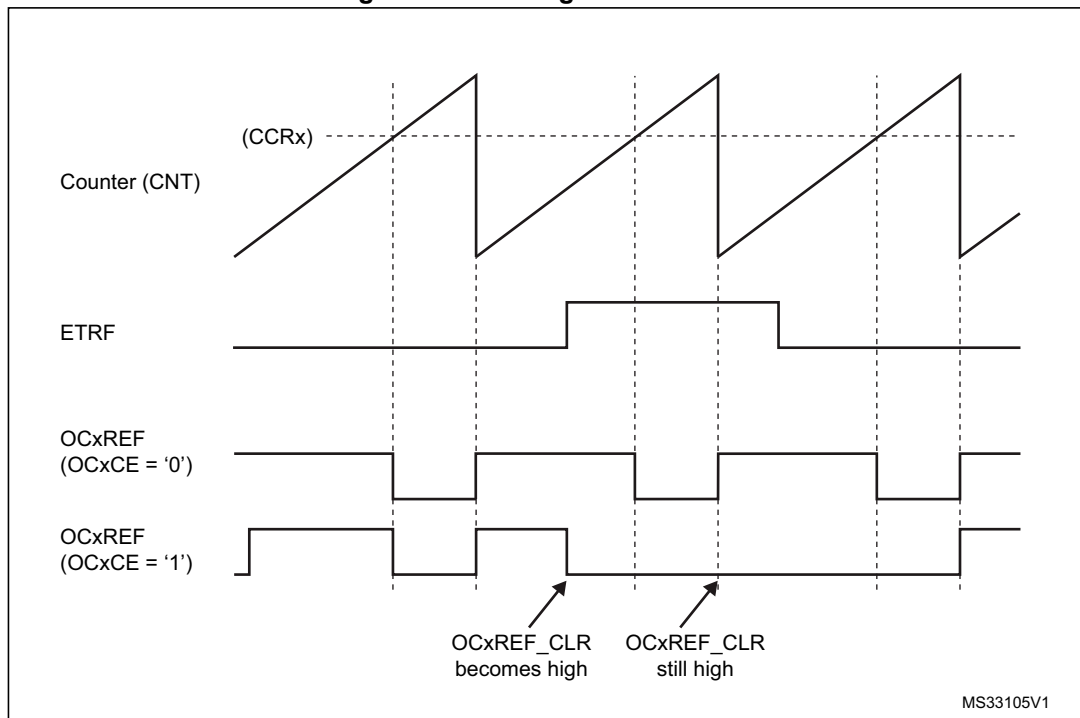 (CCRx)
Counter (CNT)
ETRF
OCxREF
(OCxCE = ‘0’)
OCxREF
(OCxCE = ‘1’)
OCxREF_CLR
becomes high
OCxREF_CLR
still high
MS33105V1